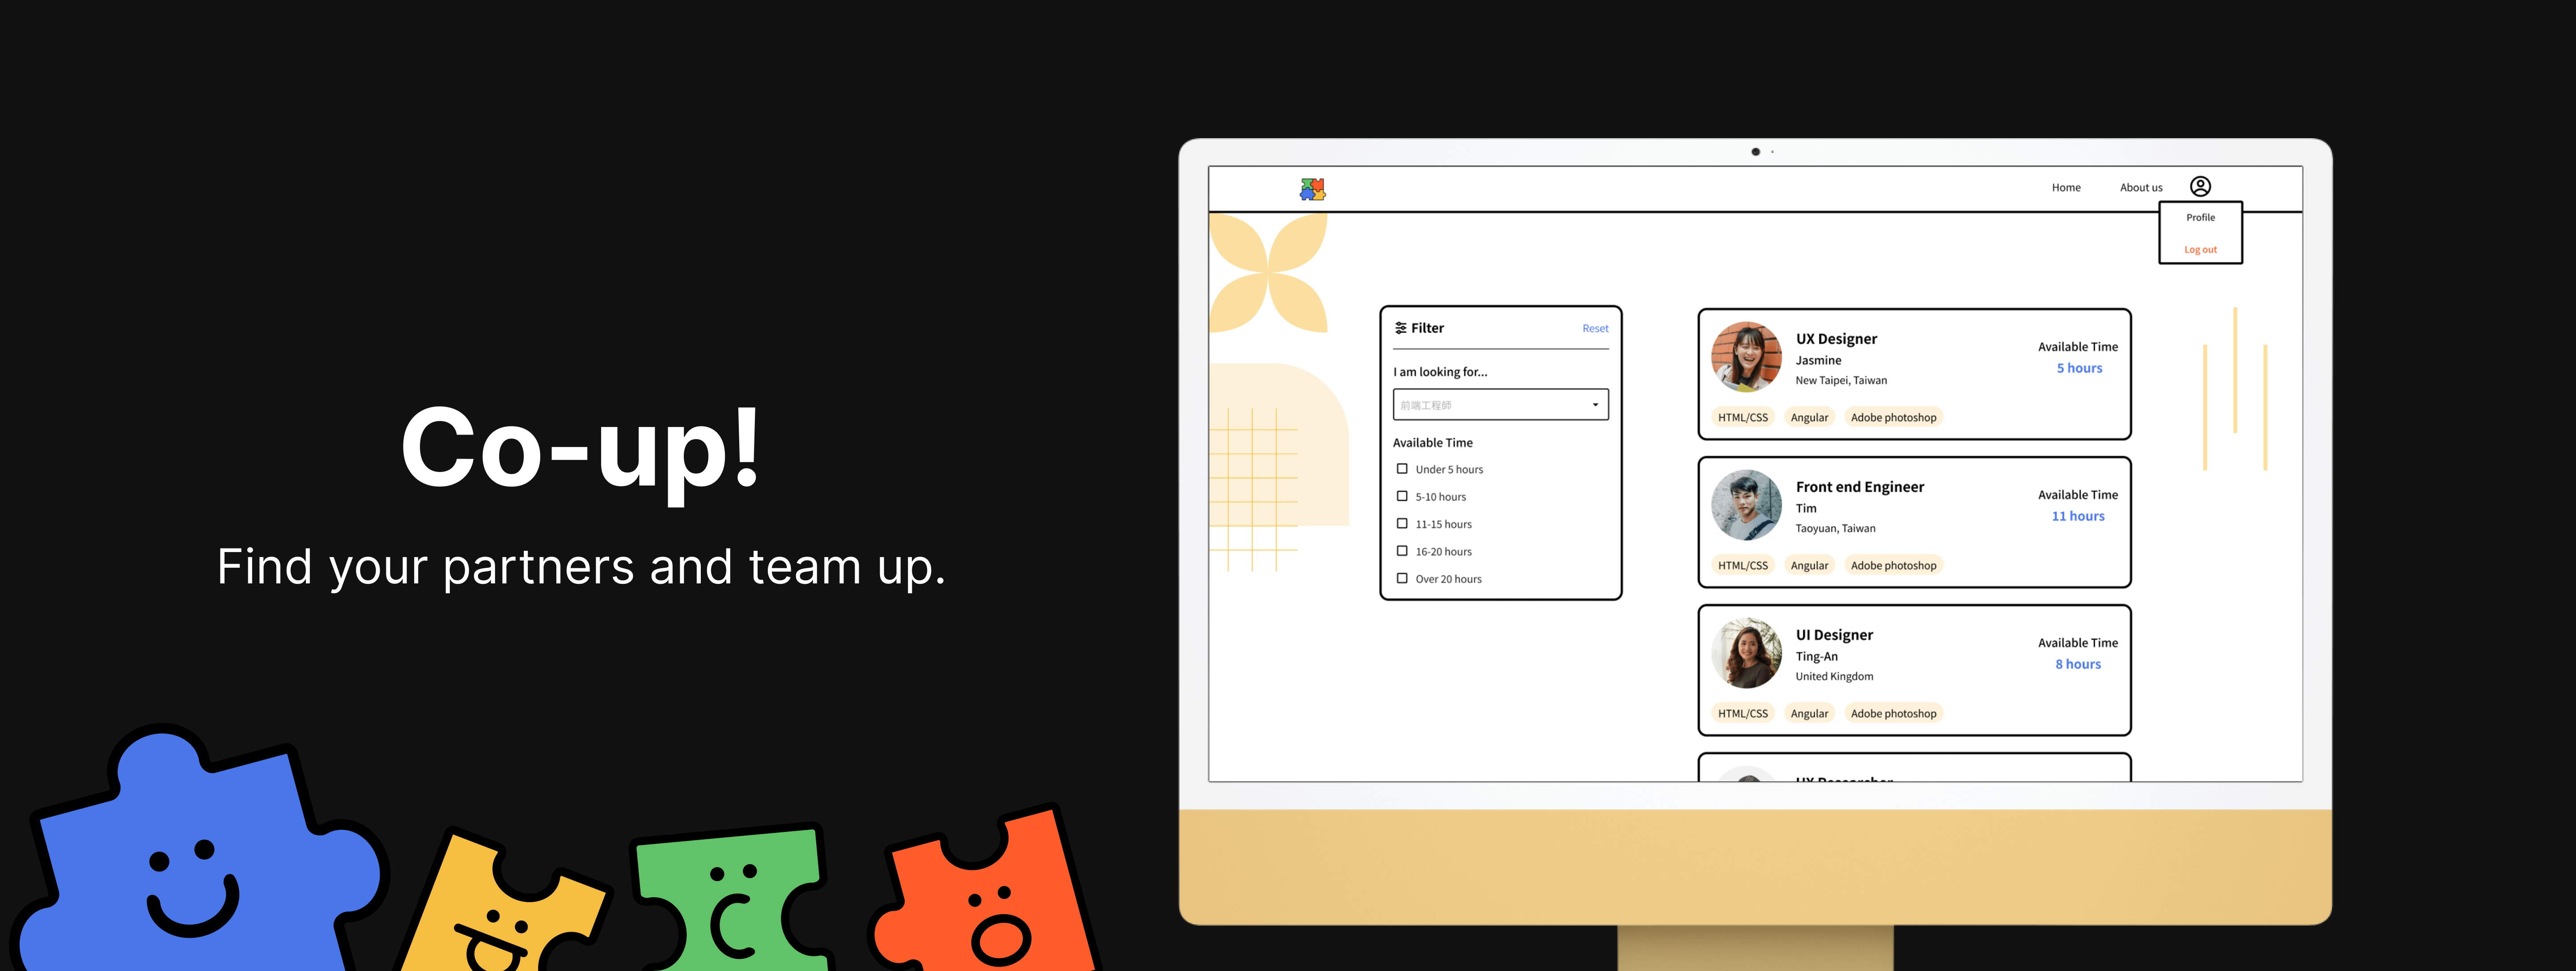 Co-up!
Find your partners and team up.
Home
About us
Profile
Log out
Filter
Reset
I am looking for...
前端工程師
Available Time
Under 5 hours
5-10 hours
11-15 hours
16-20 hours
Over 20 hours
UX Designer
Jasmine
New Taipei, Taiwan
Available Time
5 hours
HTML/CSS
Angular
Adobe photoshop
Front end Engineer
Tim
Taoyuan, Taiwan
Available Time
11 hours
HTML/CSS
Angular
Adobe photoshop
UI Designer
Ting-An
United Kingdom
Available Time
8 hours
HTML/CSS
Angular
Adobe photoshop
UX Researcher